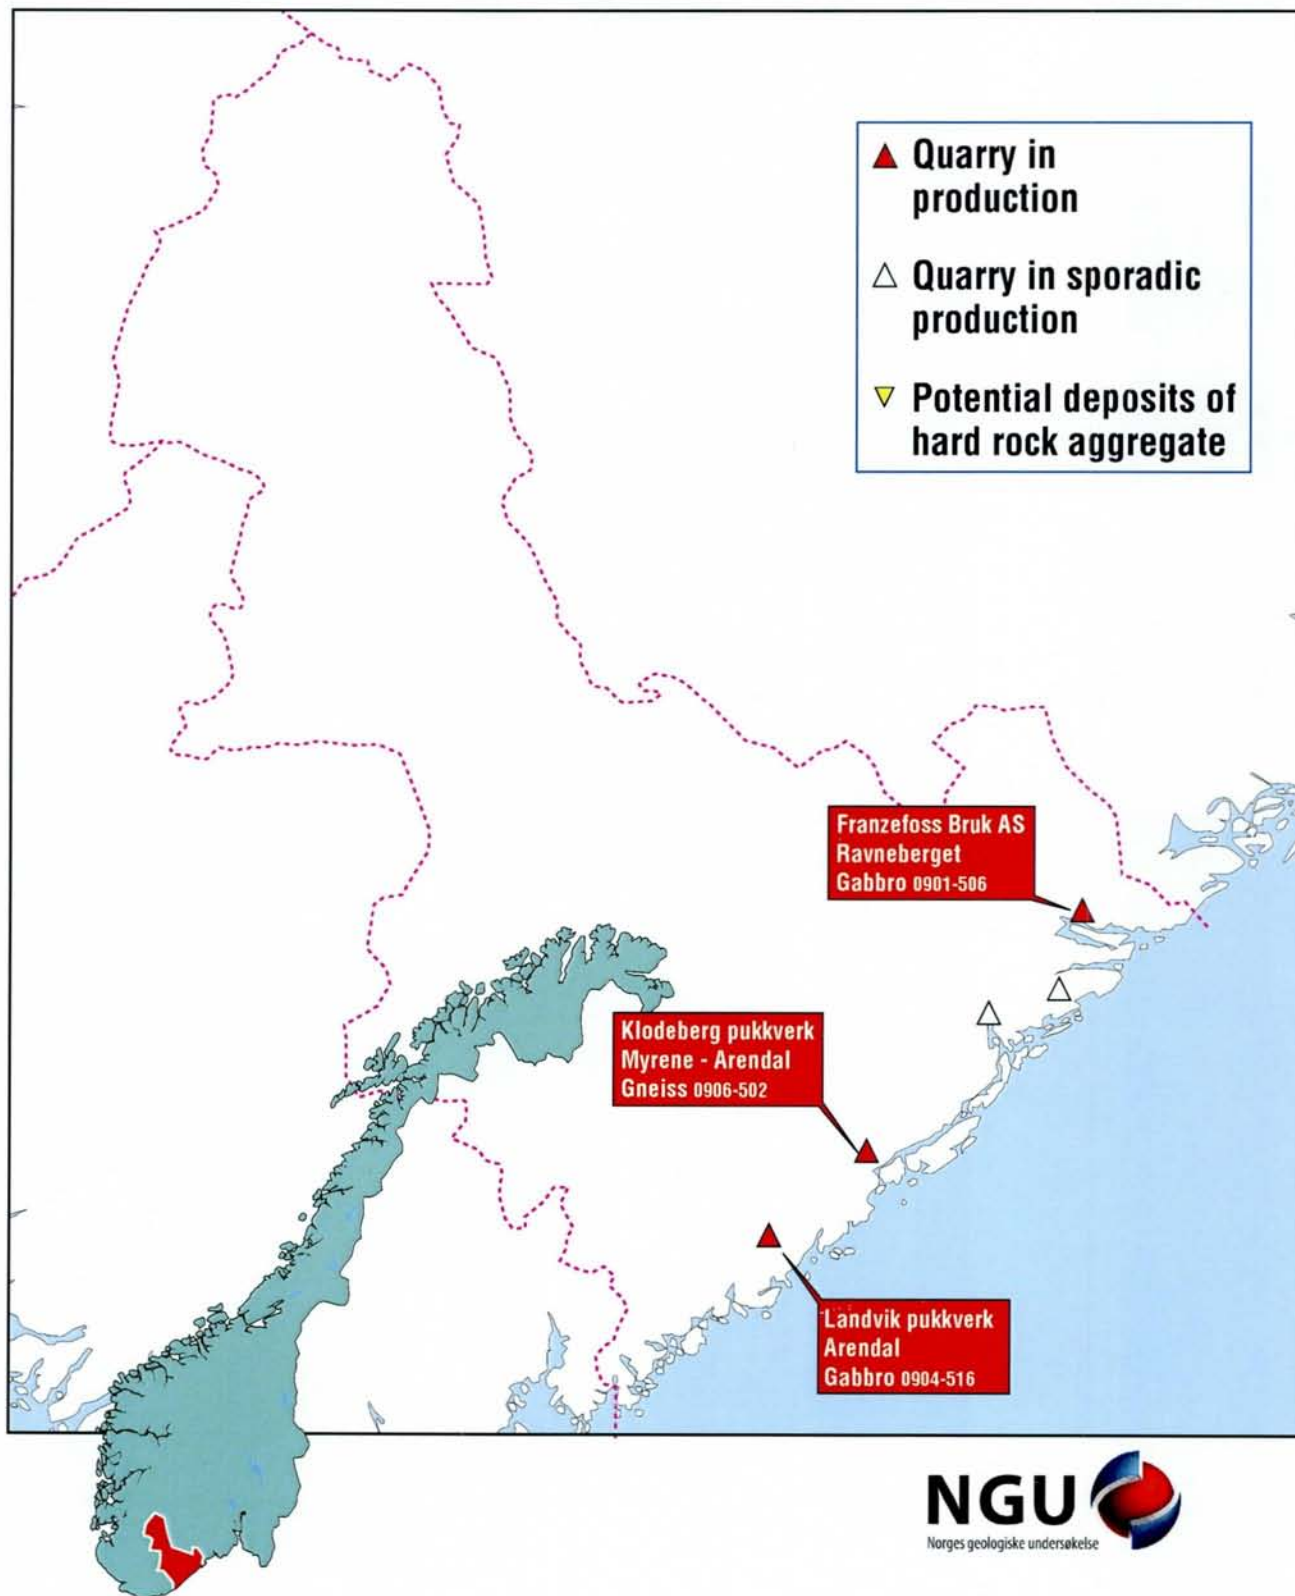 Quarry in
production
Quarry in sporadic
production
Potential deposits of
hard rock aggregate
Franzefoss Bruk AS
Ravneberget
Gabbro 0901-506
Klodeberg pukkverk
Myrene - Arendal
Gneiss 0906-502
Landvik pukkverk
Arendal
Gabbro 0904-516
NGU
Norges geologiske undersøkelse